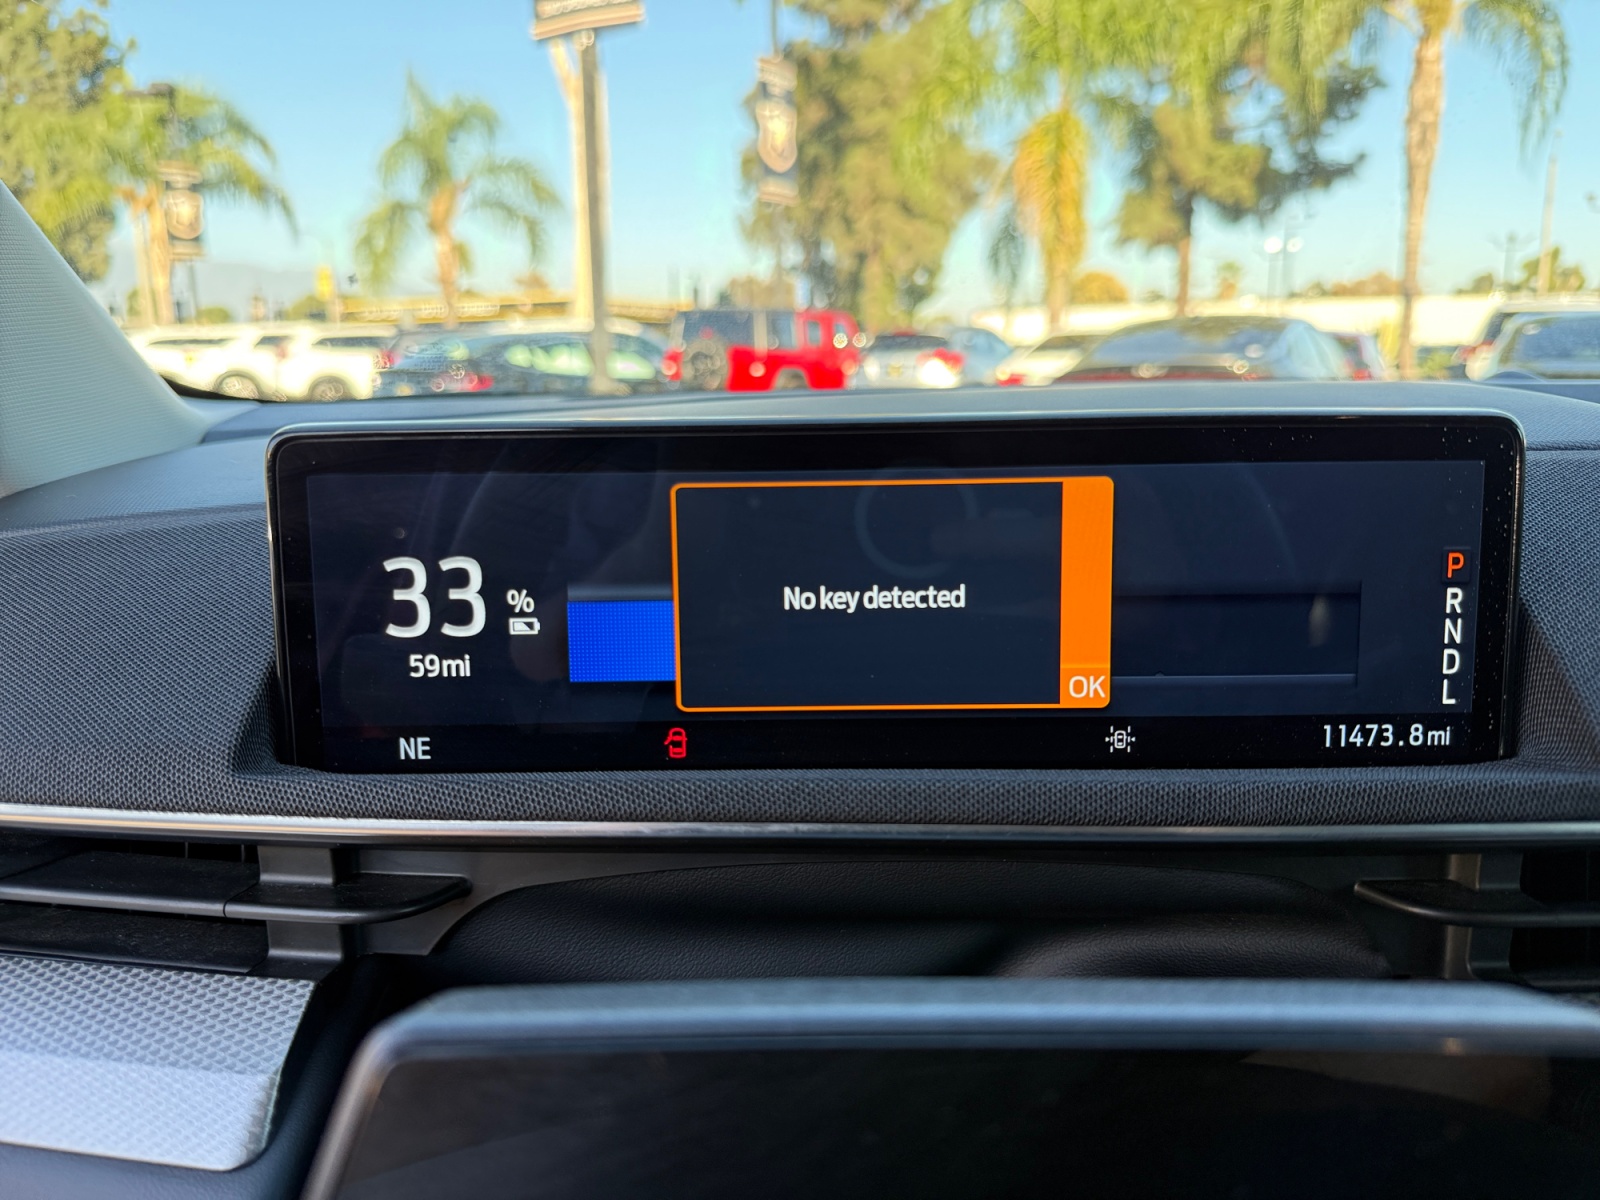 33 %
59mi
No key detected
OK
P
R
N
D
L
NE
11473.8mi